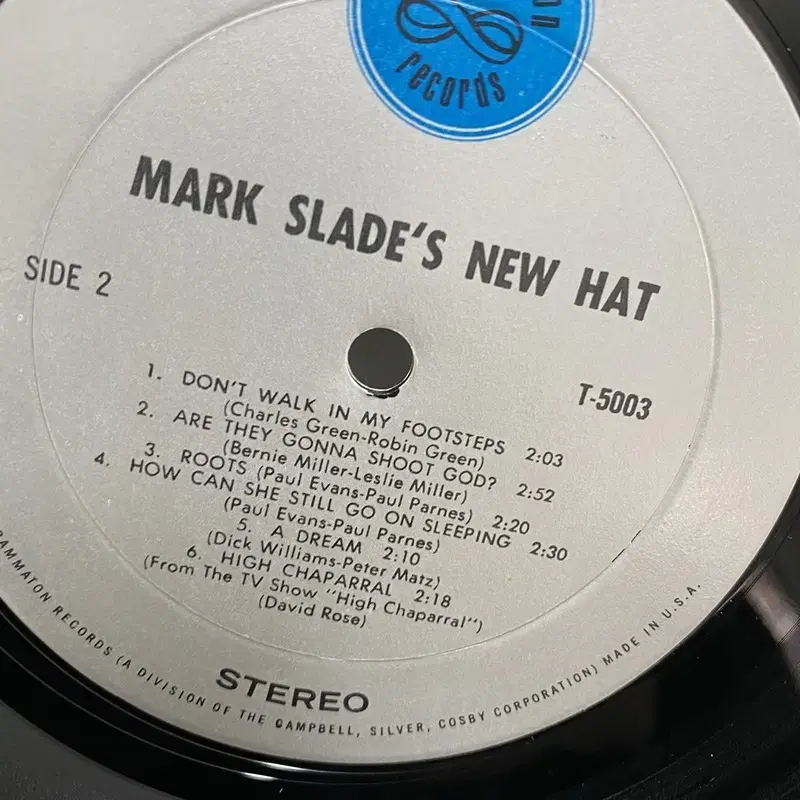 records
MARK SLADE'S NEW HAT
SIDE 2
T-5003
1. DON'T WALK IN MY FOOTSTEPS 2:03
(Charles Green-Robin Green)
2. ARE THEY GONNA SHOOT GOD? 2:52
(Bernie Miller-Leslie Miller)
3. ROOTS (Paul Evans-Paul Parnes) 2:20
4. HOW CAN SHE STILL GO ON SLEEPING 2:30
(Paul Evans-Paul Parnes)
5. A DREAM 2:10
(Dick Williams-Peter Matz)
6. HIGH CHAPARRAL 2:18
(From The TV Show "High Chaparral")
(David Rose)
STEREO
RECORDS (A DIVISION OF THE CAMPBELL, SILVER, COSBY CORPORATION) MADE IN U.S.A.